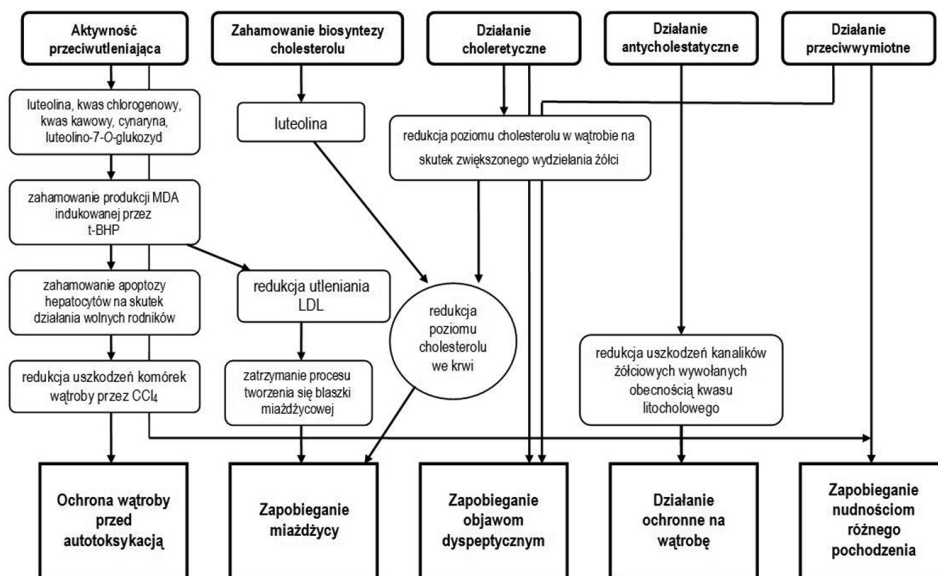 Aktywność
przeciwutleniająca
Zahamowanie biosyntezy
cholesterolu
Działanie
choleretyczne
Działanie
antycholestatyczne
Działanie
przeciwwymiotne
luteolina, kwas chlorogenowy,
kwas kawowy, cynaryna,
luteolino-7-O-glukozyd
luteolina
redukcja poziomu cholesterolu w wątrobie na
skutek zwiększonego wydzielania żółci
zahamowanie produkcji MDA
indukowanej przez
t-BHP
zahamowanie apoptozy
hepatocytów na skutek
działania wolnych rodników
redukcja utleniania
LDL
redukcja
poziomu
cholesterolu
we krwi
redukcja uszkodzeń komórek
wątroby przez CCl₄
zatrzymanie procesu
tworzenia się blaszki
miażdżycowej
redukcja uszkodzeń kanalików
żółciowych wywołanych
obecnością kwasu
litocholowego
Ochrona wątroby
przed
autotoksykacją
Zapobieganie
miażdżycy
Zapobieganie
objawom
dyspeptycznym
Działanie
ochronne na
wątrobę
Zapobieganie
nudnościom
różnego
pochodzenia